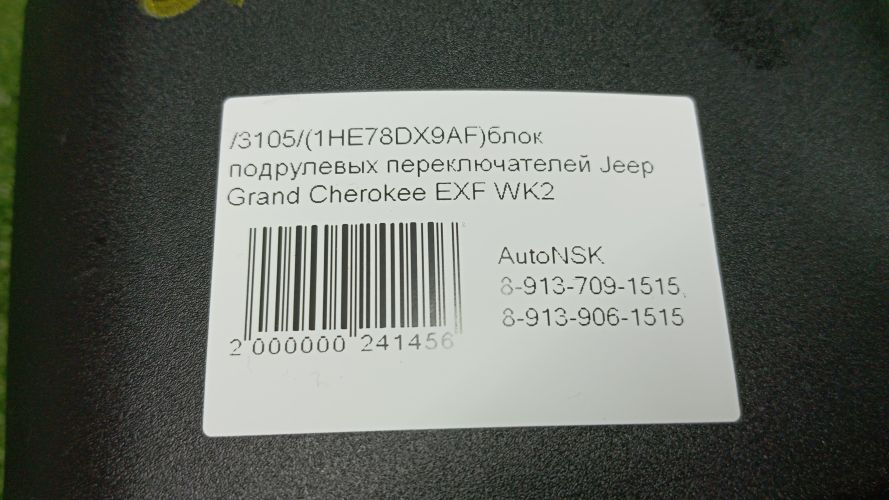 /3105/(1HE78DX9AF)блок
подрулевых переключателей Jeep
Grand Cherokee EXF WK2
AutoNSK
8-913-709-1515
8-913-906-1515
2 000000 241456